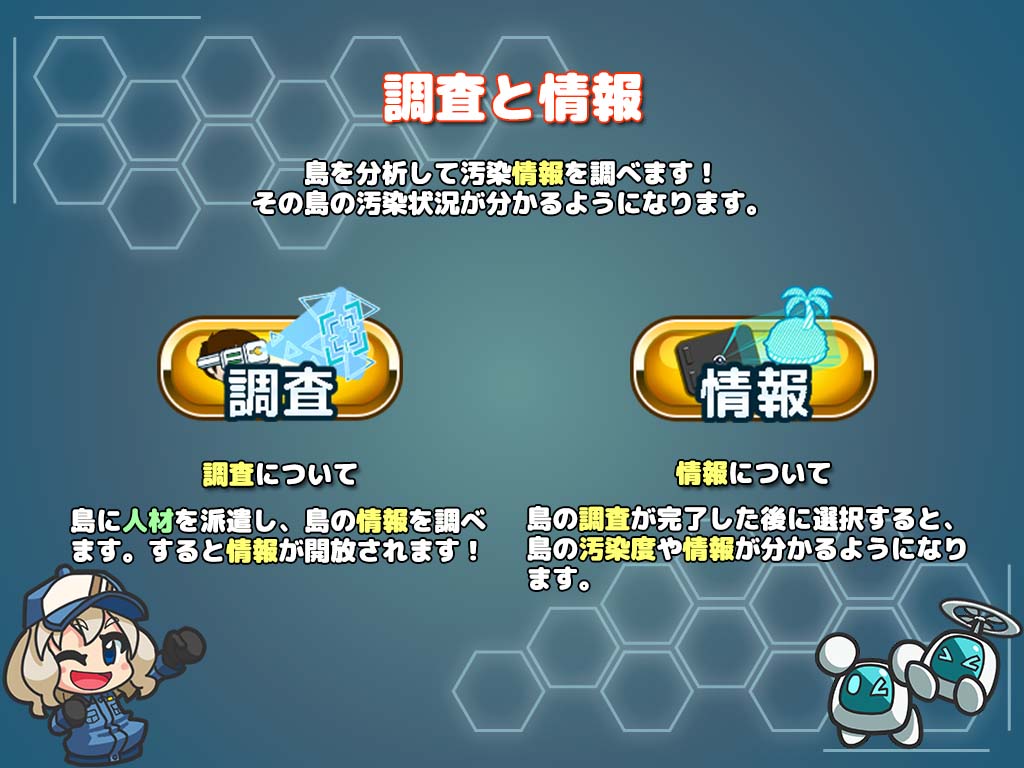 調査と情報
島を分析して汚染情報を調べます！
その島の汚染状況が分かるようになります。
調査
情報
調査について
島に人材を派遣し、島の情報を調べ
ます。すると情報が開放されます！
情報について
島の調査が完了した後に選択すると、
島の汚染度や情報が分かるようになり
ます。